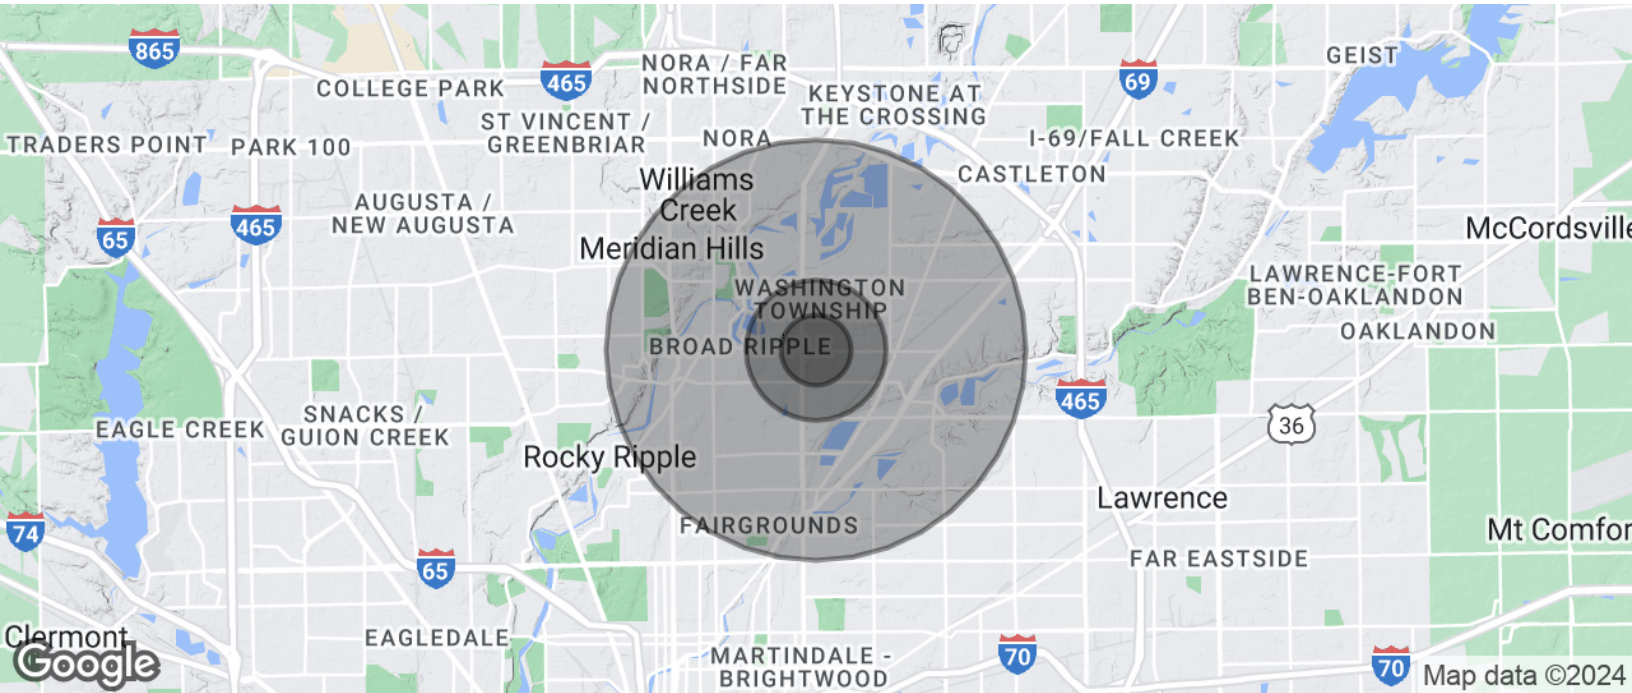 865
465
COLLEGE PARK
NORA / FAR
NORTHSIDE
KEYSTONE AT
THE CROSSING
69
GEIST
TRADERS POINT
PARK 100
ST VINCENT /
GREENBRIAR
NORA
I-69/FALL CREEK
CASTLETON
Williams
Creek
AUGUSTA /
NEW AUGUSTA
65
465
Meridian Hills
McCordsville
WASHINGTON
TOWNSHIP
LAWRENCE-FORT
BEN-OAKLANDON
OAKLANDON
BROAD RIPPLE
465
36
EAGLE CREEK
SNACKS /
GUION CREEK
Rocky Ripple
Lawrence
74
FAIRGROUNDS
Mt Comfor
65
FAR EASTSIDE
Clermont
EAGLEDALE
MARTINDALE -
BRIGHTWOOD
70
70
Google
Map data ©2024